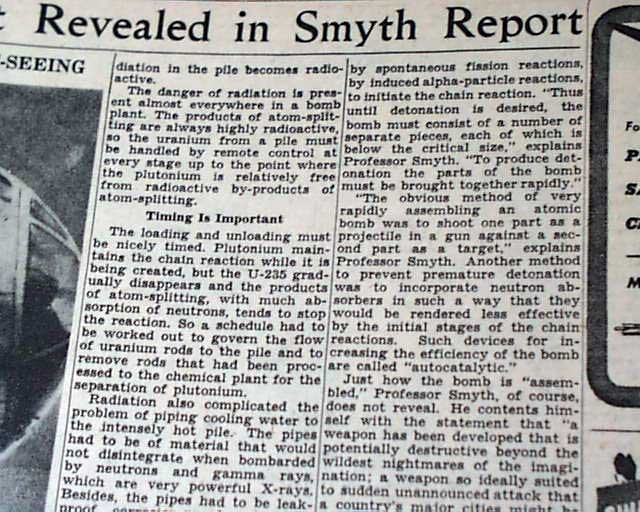 Revealed in Smyth Report
-SEEING
diation in the pile becomes radio-
active.
The danger of radiation is pres-
ent almost everywhere in a bomb
plant. The products of atom-split-
ting are always highly radioactive,
so the uranium from a pile must
be handled by remote control at
every stage up to the point where
the plutonium is relatively free
from radioactive by-products of
atom-splitting.
Timing Is Important
The loading and unloading must
be nicely timed. Plutonium main-
tains the chain reaction while it is
being created, but the U-235 grad-
ually disappears and the products
of atom-splitting, with much ab-
sorption of neutrons, tends to stop
the reaction. So a schedule had to
be worked out to govern the flow
of uranium rods to the pile and to
remove rods that had been proc-
essed to the chemical plant for the
separation of plutonium.
Radiation also complicated the
problem of piping cooling water to
the intensely hot pile. The pipes
had to be of material that would
not disintegrate when bombarded
by neutrons and gamma rays,
which are very powerful X-rays.
Besides, the pipes had to be leak-
proof
by spontaneous fission reactions,
by induced alpha-particle reactions,
to initiate the chain reaction. "Thus
until detonation is desired, the
bomb must consist of a number of
separate pieces, each of which is
below the critical size," explains
Professor Smyth. "To produce det-
onation the parts of the bomb
must be brought together rapidly."
"The obvious method of very
rapidly assembling an atomic
bomb was to shoot one part as a
projectile in a gun against a sec-
ond part as a target," explains
Professor Smyth. Another method
to prevent premature detonation
was to incorporate neutron ab-
sorbers in such a way that they
would be rendered less effective
by the initial stages of the chain
reactions. Such devices for in-
creasing the efficiency of the bomb
are called "autocatalytic."
Just how the bomb is "assem-
bled," Professor Smyth, of course,
does not reveal. He contents him-
self with the statement that "a
weapon has been developed that is
potentially destructive beyond the
wildest nightmares of the imagi-
nation; a weapon so ideally suited
to sudden unannounced attack that
a country's major cities might be
Fo
P
SA
C
M